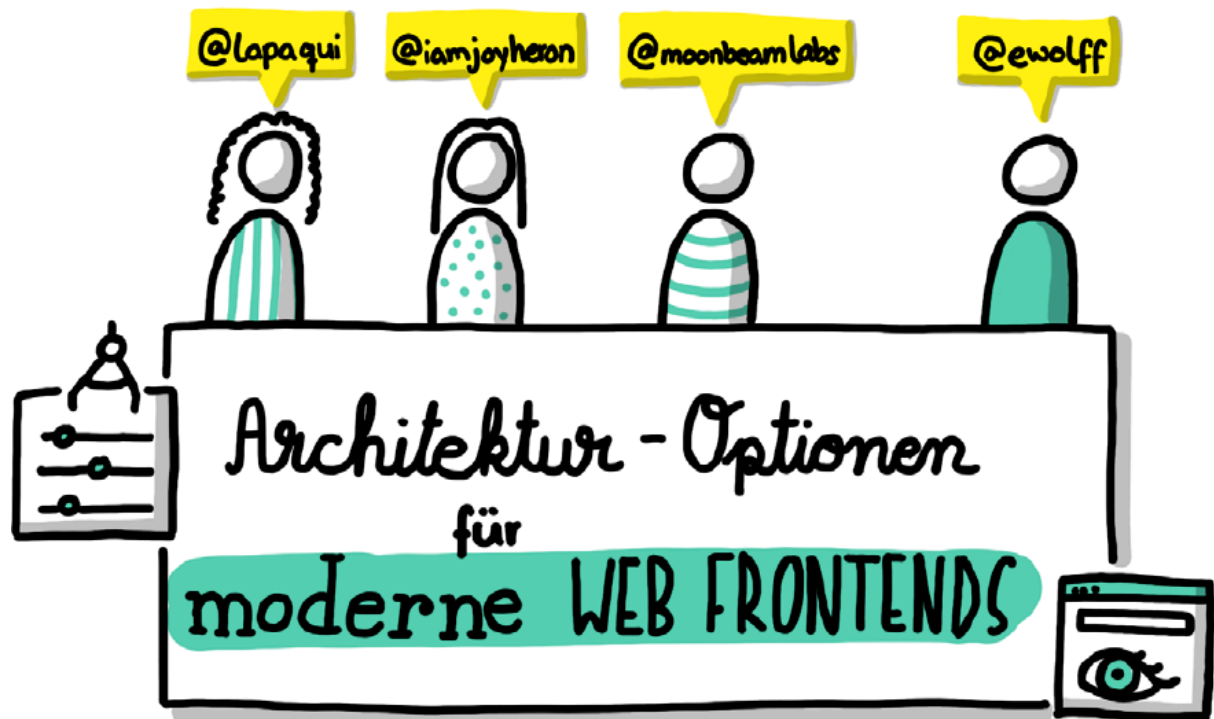 @lapaqui @iamjoyheron @moonbeamlabs @ewolff
Architektur-Optionen
für
moderne WEB FRONTENDS